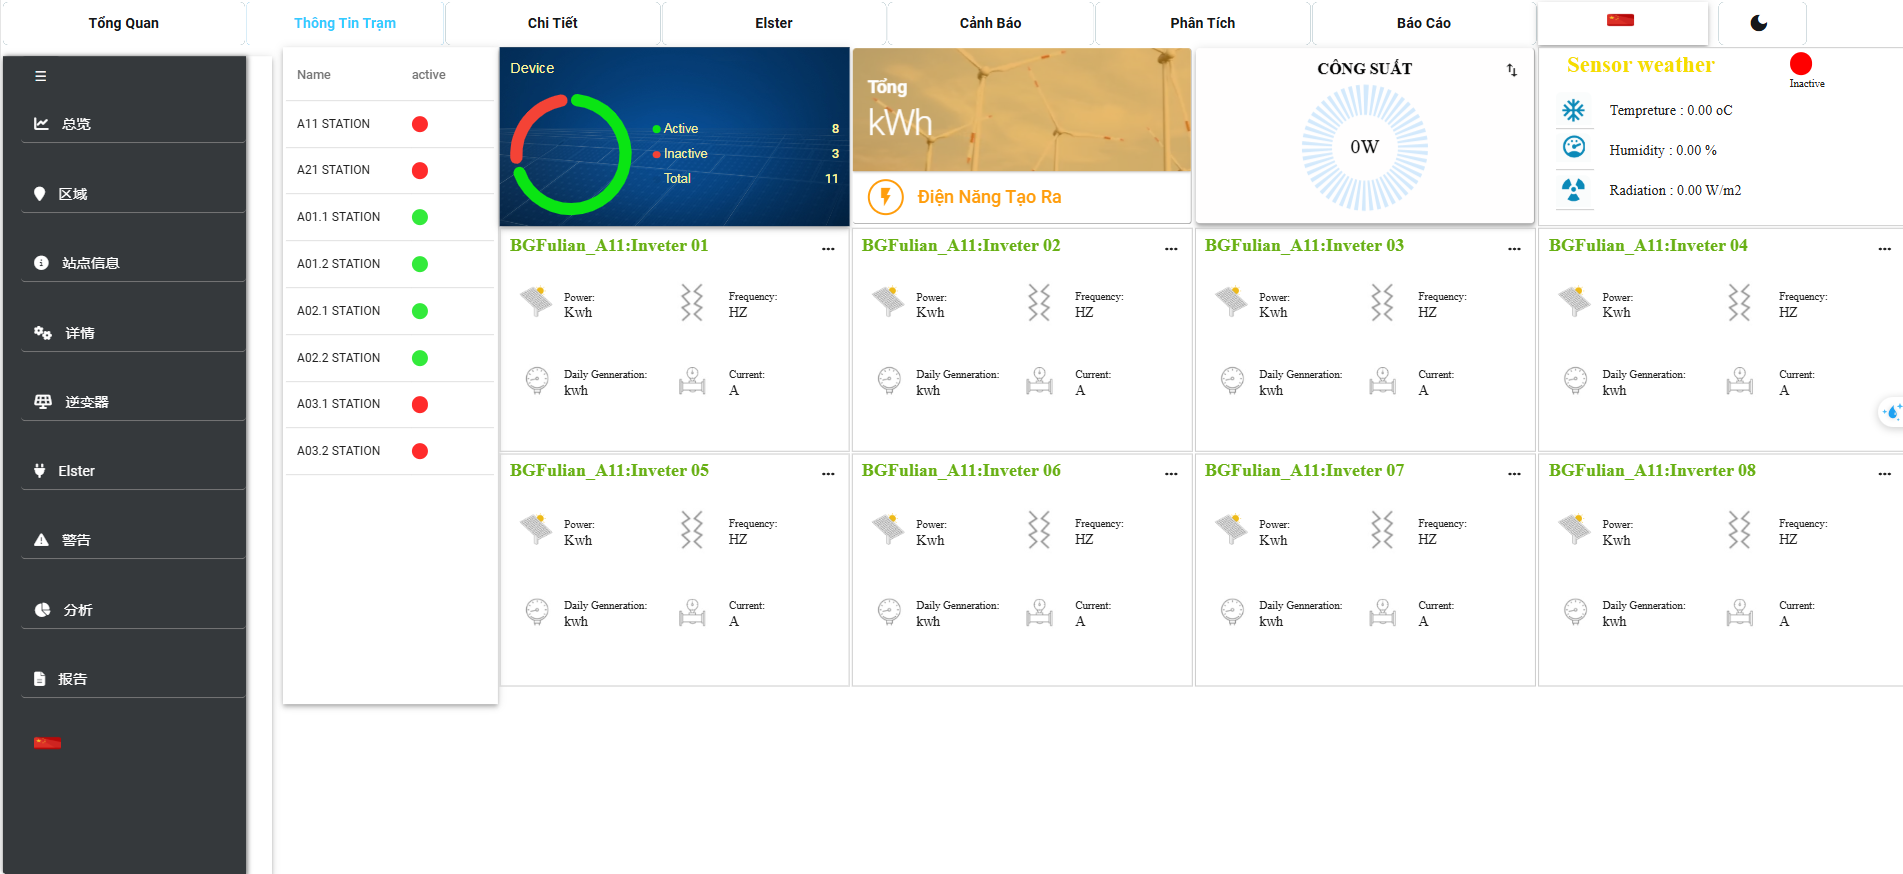 Tổng Quan
Thông Tin Trạm
Chi Tiết
Elster
Cảnh Báo
Phân Tích
Báo Cáo
总览
区域
站点信息
详情
逆变器
Elster
警告
分析
报告
Name active
A11 STATION
A21 STATION
A01.1 STATION
A01.2 STATION
A02.1 STATION
A02.2 STATION
A03.1 STATION
A03.2 STATION
Device
Active 8
Inactive 3
Total 11
Tổng
kWh
Điện Năng Tạo Ra
CÔNG SUẤT
0W
Sensor weather
Inactive
Tempreture : 0.00 oC
Humidity : 0.00 %
Radiation : 0.00 W/m2
BGFulian_A11:Inveter 01
...
Power:
Kwh
Frequency:
HZ
Daily Genneration:
kwh
Current:
A
BGFulian_A11:Inveter 02
...
Power:
Kwh
Frequency:
HZ
Daily Genneration:
kwh
Current:
A
BGFulian_A11:Inveter 03
...
Power:
Kwh
Frequency:
HZ
Daily Genneration:
kwh
Current:
A
BGFulian_A11:Inveter 04
...
Power:
Kwh
Frequency:
HZ
Daily Genneration:
kwh
Current:
A
BGFulian_A11:Inveter 05
...
Power:
Kwh
Frequency:
HZ
Daily Genneration:
kwh
Current:
A
BGFulian_A11:Inveter 06
...
Power:
Kwh
Frequency:
HZ
Daily Genneration:
kwh
Current:
A
BGFulian_A11:Inveter 07
...
Power:
Kwh
Frequency:
HZ
Daily Genneration:
kwh
Current:
A
BGFulian_A11:Inverter 08
...
Power:
Kwh
Frequency:
HZ
Daily Genneration:
kwh
Current:
A